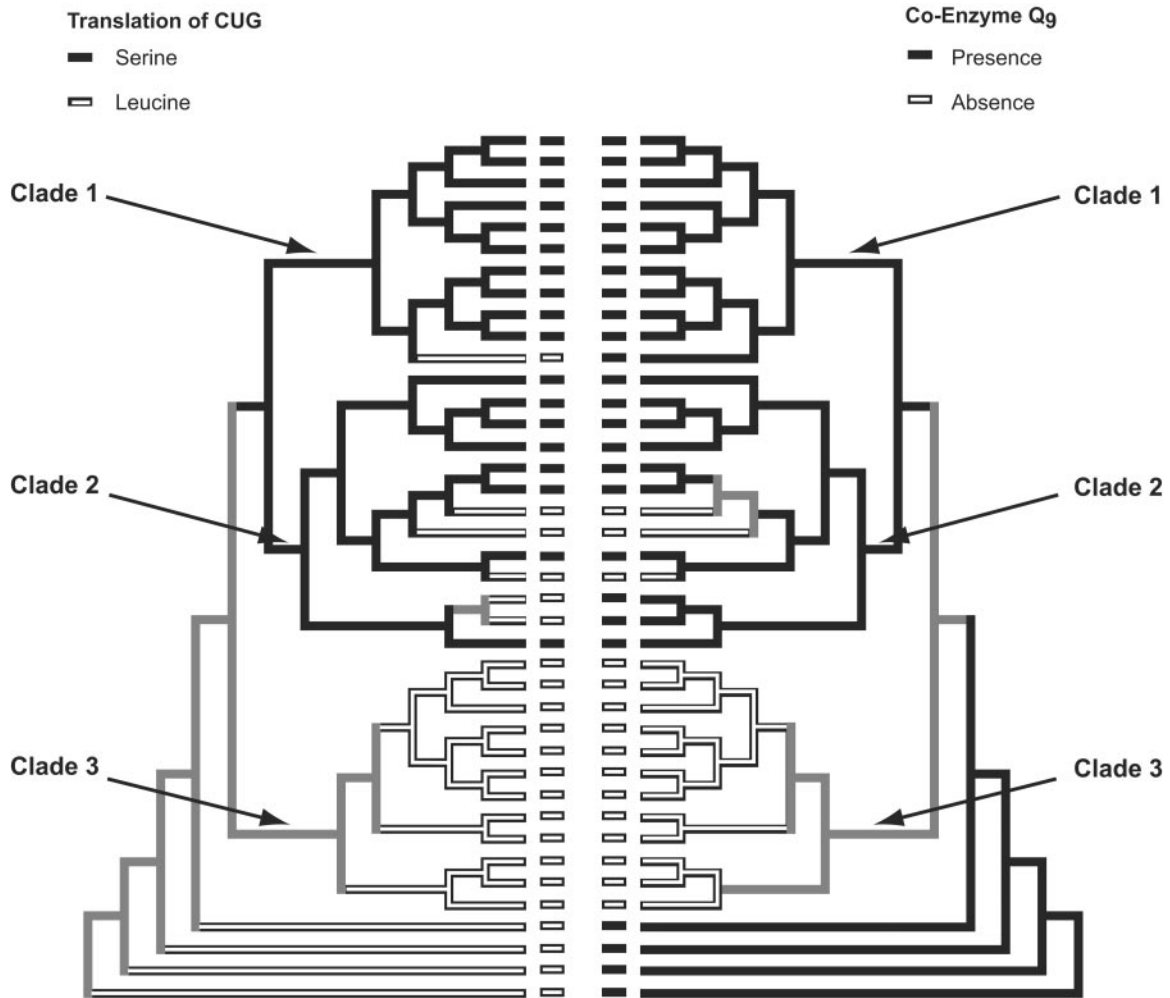 Translation of CUG
Serine
Leucine
Co-Enzyme Q9
Presence
Absence
Clade 1
Clade 2
Clade 3
Clade 1
Clade 2
Clade 3